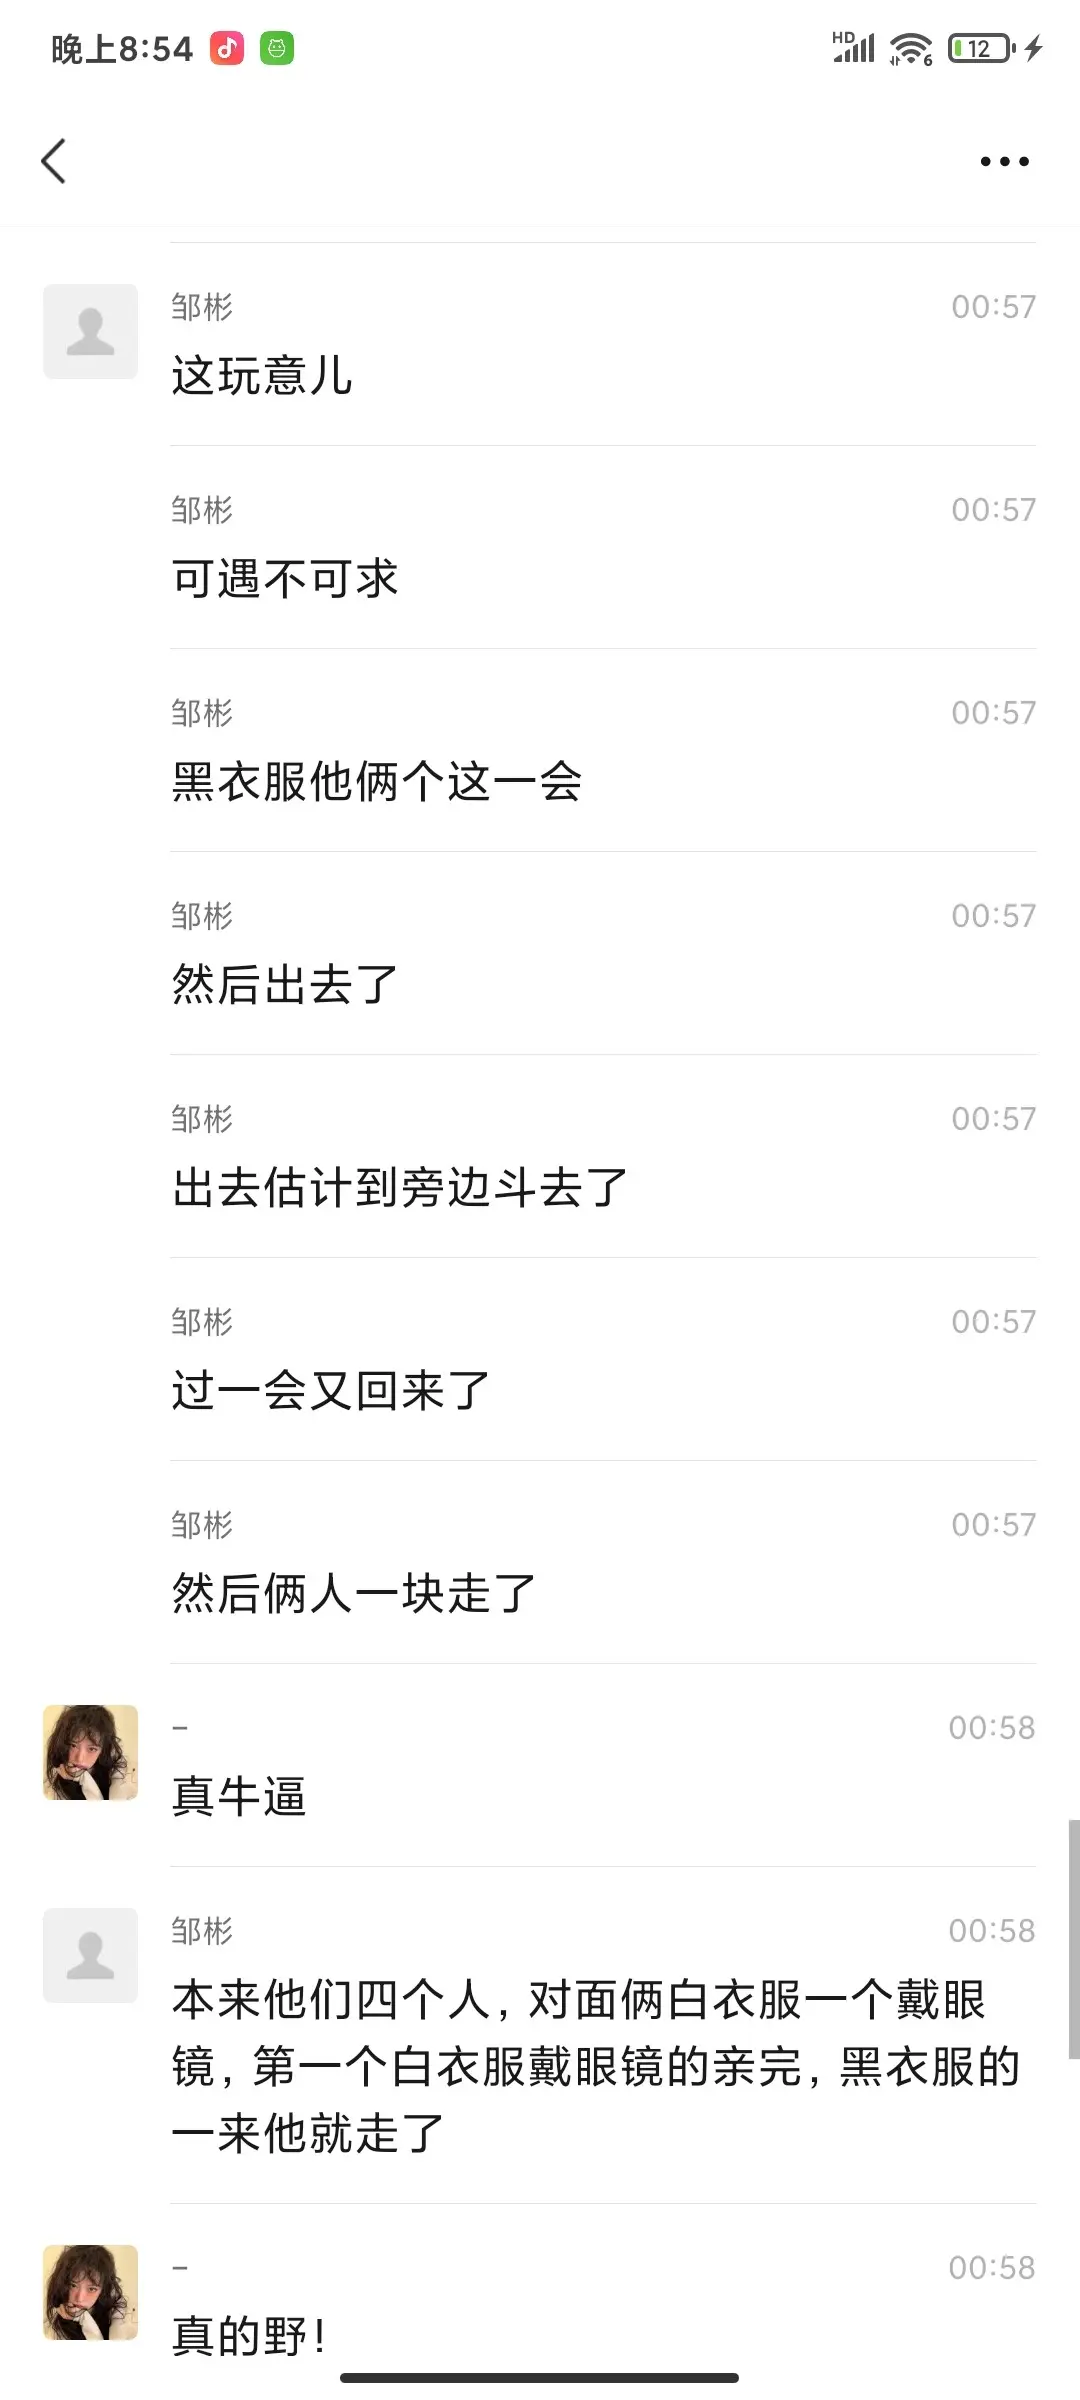 晚上8:54
HD
6
12
邹彬 00:57
这玩意儿
邹彬 00:57
可遇不可求
邹彬 00:57
黑衣服他俩个这一会
邹彬 00:57
然后出去了
邹彬 00:57
出去估计到旁边斗去了
邹彬 00:57
过一会又回来了
邹彬 00:57
然后俩人一块走了
– 00:58
真牛逼
邹彬 00:58
本来他们四个人, 对面俩白衣服一个戴眼
镜, 第一个白衣服戴眼镜的亲完, 黑衣服的
一来他就走了
– 00:58
真的野!